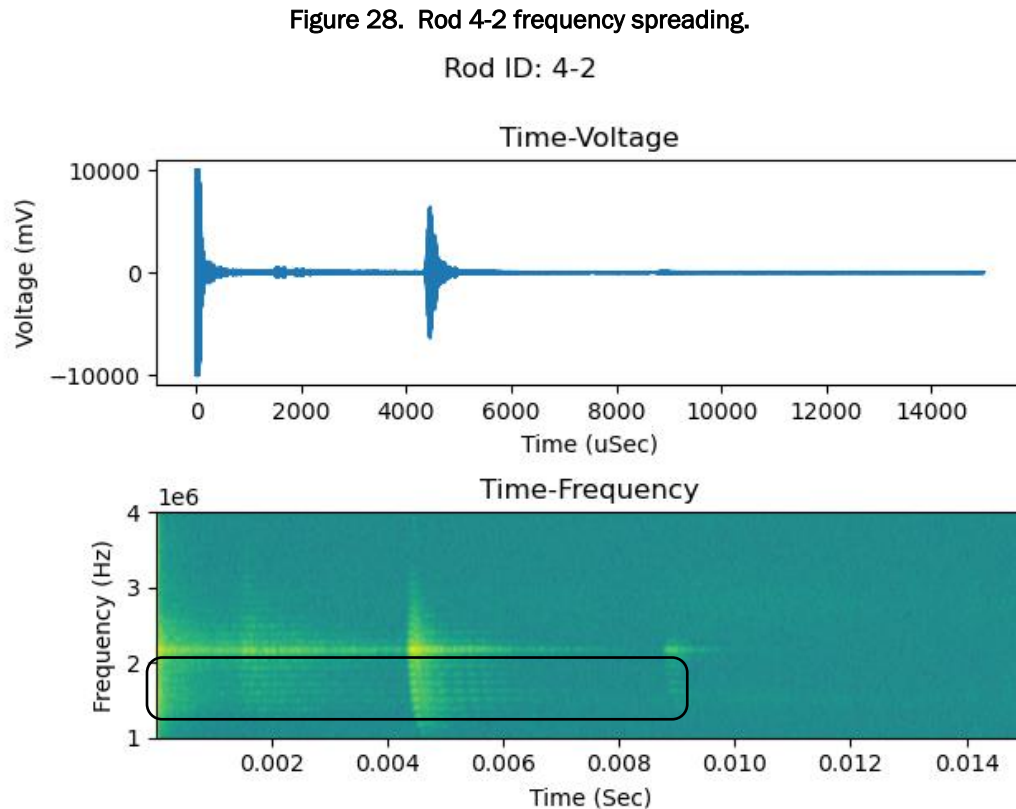 Figure 28. Rod 4-2 frequency spreading.
Rod ID: 4-2
Time-Voltage
10000
0
−10000
Voltage (mV)
0 2000 4000 6000 8000 10000 12000 14000
Time (uSec)
Time-Frequency
1e6
4
3
2
1
Frequency (Hz)
0.002 0.004 0.006 0.008 0.010 0.012 0.014
Time (Sec)